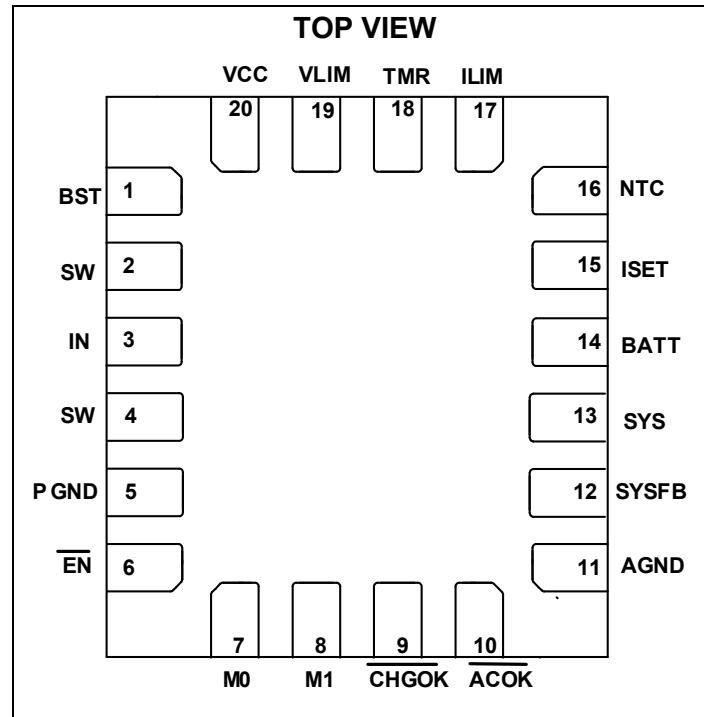 TOP VIEW
VCC VLIM TMR ILIM
20 19 18 17
BST 1 16 NTC
SW 2 15 ISET
IN 3 14 BATT
SW 4 13 SYS
PGND 5 12 SYSFB
EN 6 11 AGND
7 8 9 10
M0 M1 CHGOK ACOK